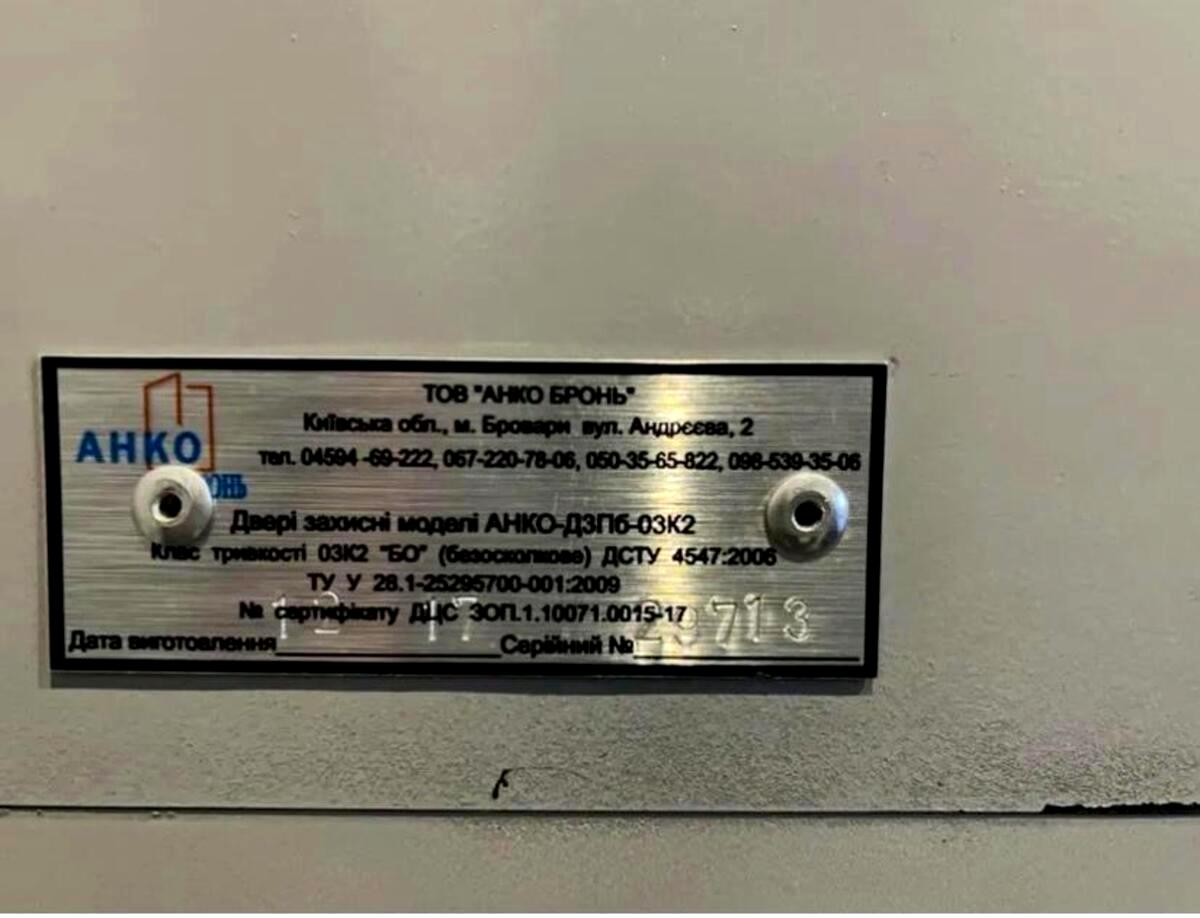 ТОВ "АНКО БРОНЬ"
Київська обл., м. Бровари вул. Андрєєва, 2
АНКО
тел. 04594 -69-222, 067-220-78-06, 050-35-65-822, 098-539-35-06
Двері захисні моделі АНКО-ДЗПб-03К2
Клас тривкості 03К2 "БО" (безосколкове) ДСТУ 4547:2006
ТУ У 28.1-25295700-001:2009
№ сертифікату ДЦС ЗОП.1.10071.0015-17
Дата виготовлення 12 17 Серійний № 29713